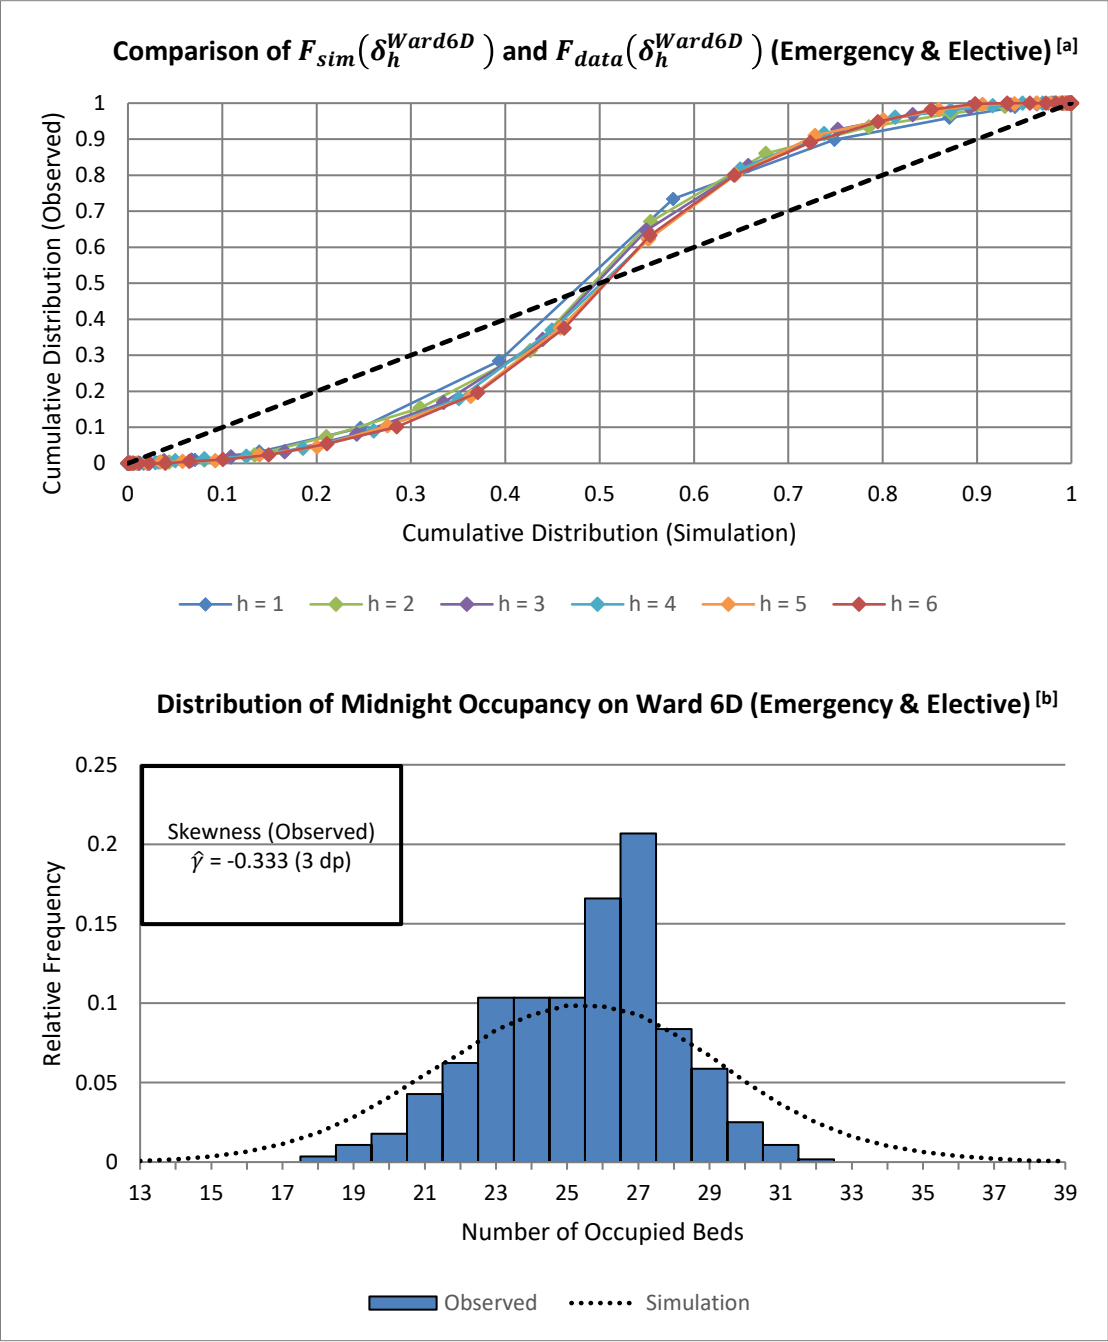 Comparison of F_sim(δ_h^Ward6D) and F_data(δ_h^Ward6D) (Emergency & Elective) [a]
Cumulative Distribution (Observed)
1
0.9
0.8
0.7
0.6
0.5
0.4
0.3
0.2
0.1
0
0 0.1 0.2 0.3 0.4 0.5 0.6 0.7 0.8 0.9 1
Cumulative Distribution (Simulation)
h = 1 h = 2 h = 3 h = 4 h = 5 h = 6
Distribution of Midnight Occupancy on Ward 6D (Emergency & Elective) [b]
Relative Frequency
0.25
0.2
0.15
0.1
0.05
0
Skewness (Observed)
γ̂ = -0.333 (3 dp)
13 15 17 19 21 23 25 27 29 31 33 35 37 39
Number of Occupied Beds
Observed Simulation